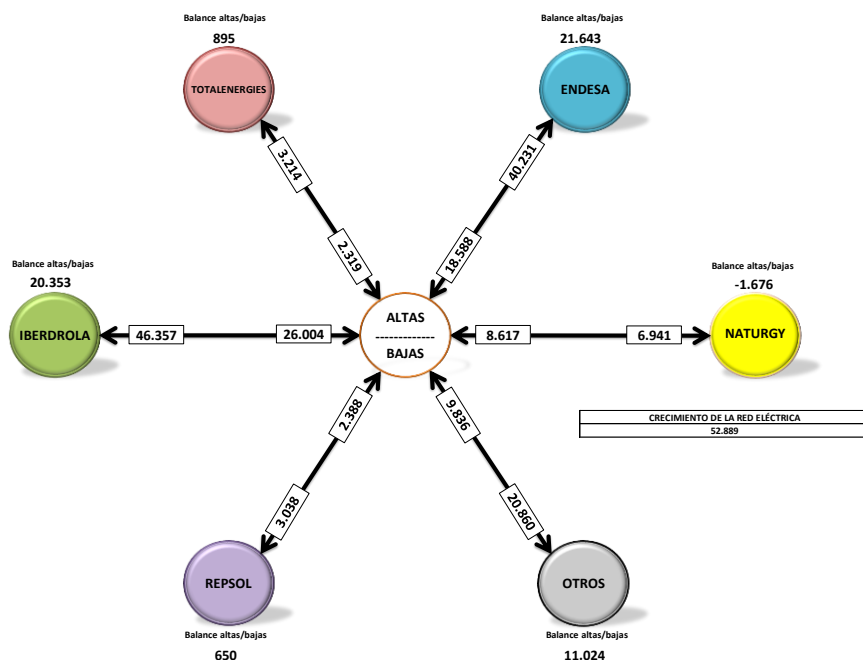 Balance altas/bajas
895
TOTALENERGIES
Balance altas/bajas
21.643
ENDESA
3.214
2.319
40.231
18.588
Balance altas/bajas
20.353
IBERDROLA
46.357
26.004
ALTAS
-------------
BAJAS
8.617
6.941
Balance altas/bajas
-1.676
NATURGY
2.388
3.038
9.836
20.860
CRECIMIENTO DE LA RED ELÉCTRICA
52.889
REPSOL
Balance altas/bajas
650
OTROS
Balance altas/bajas
11.024